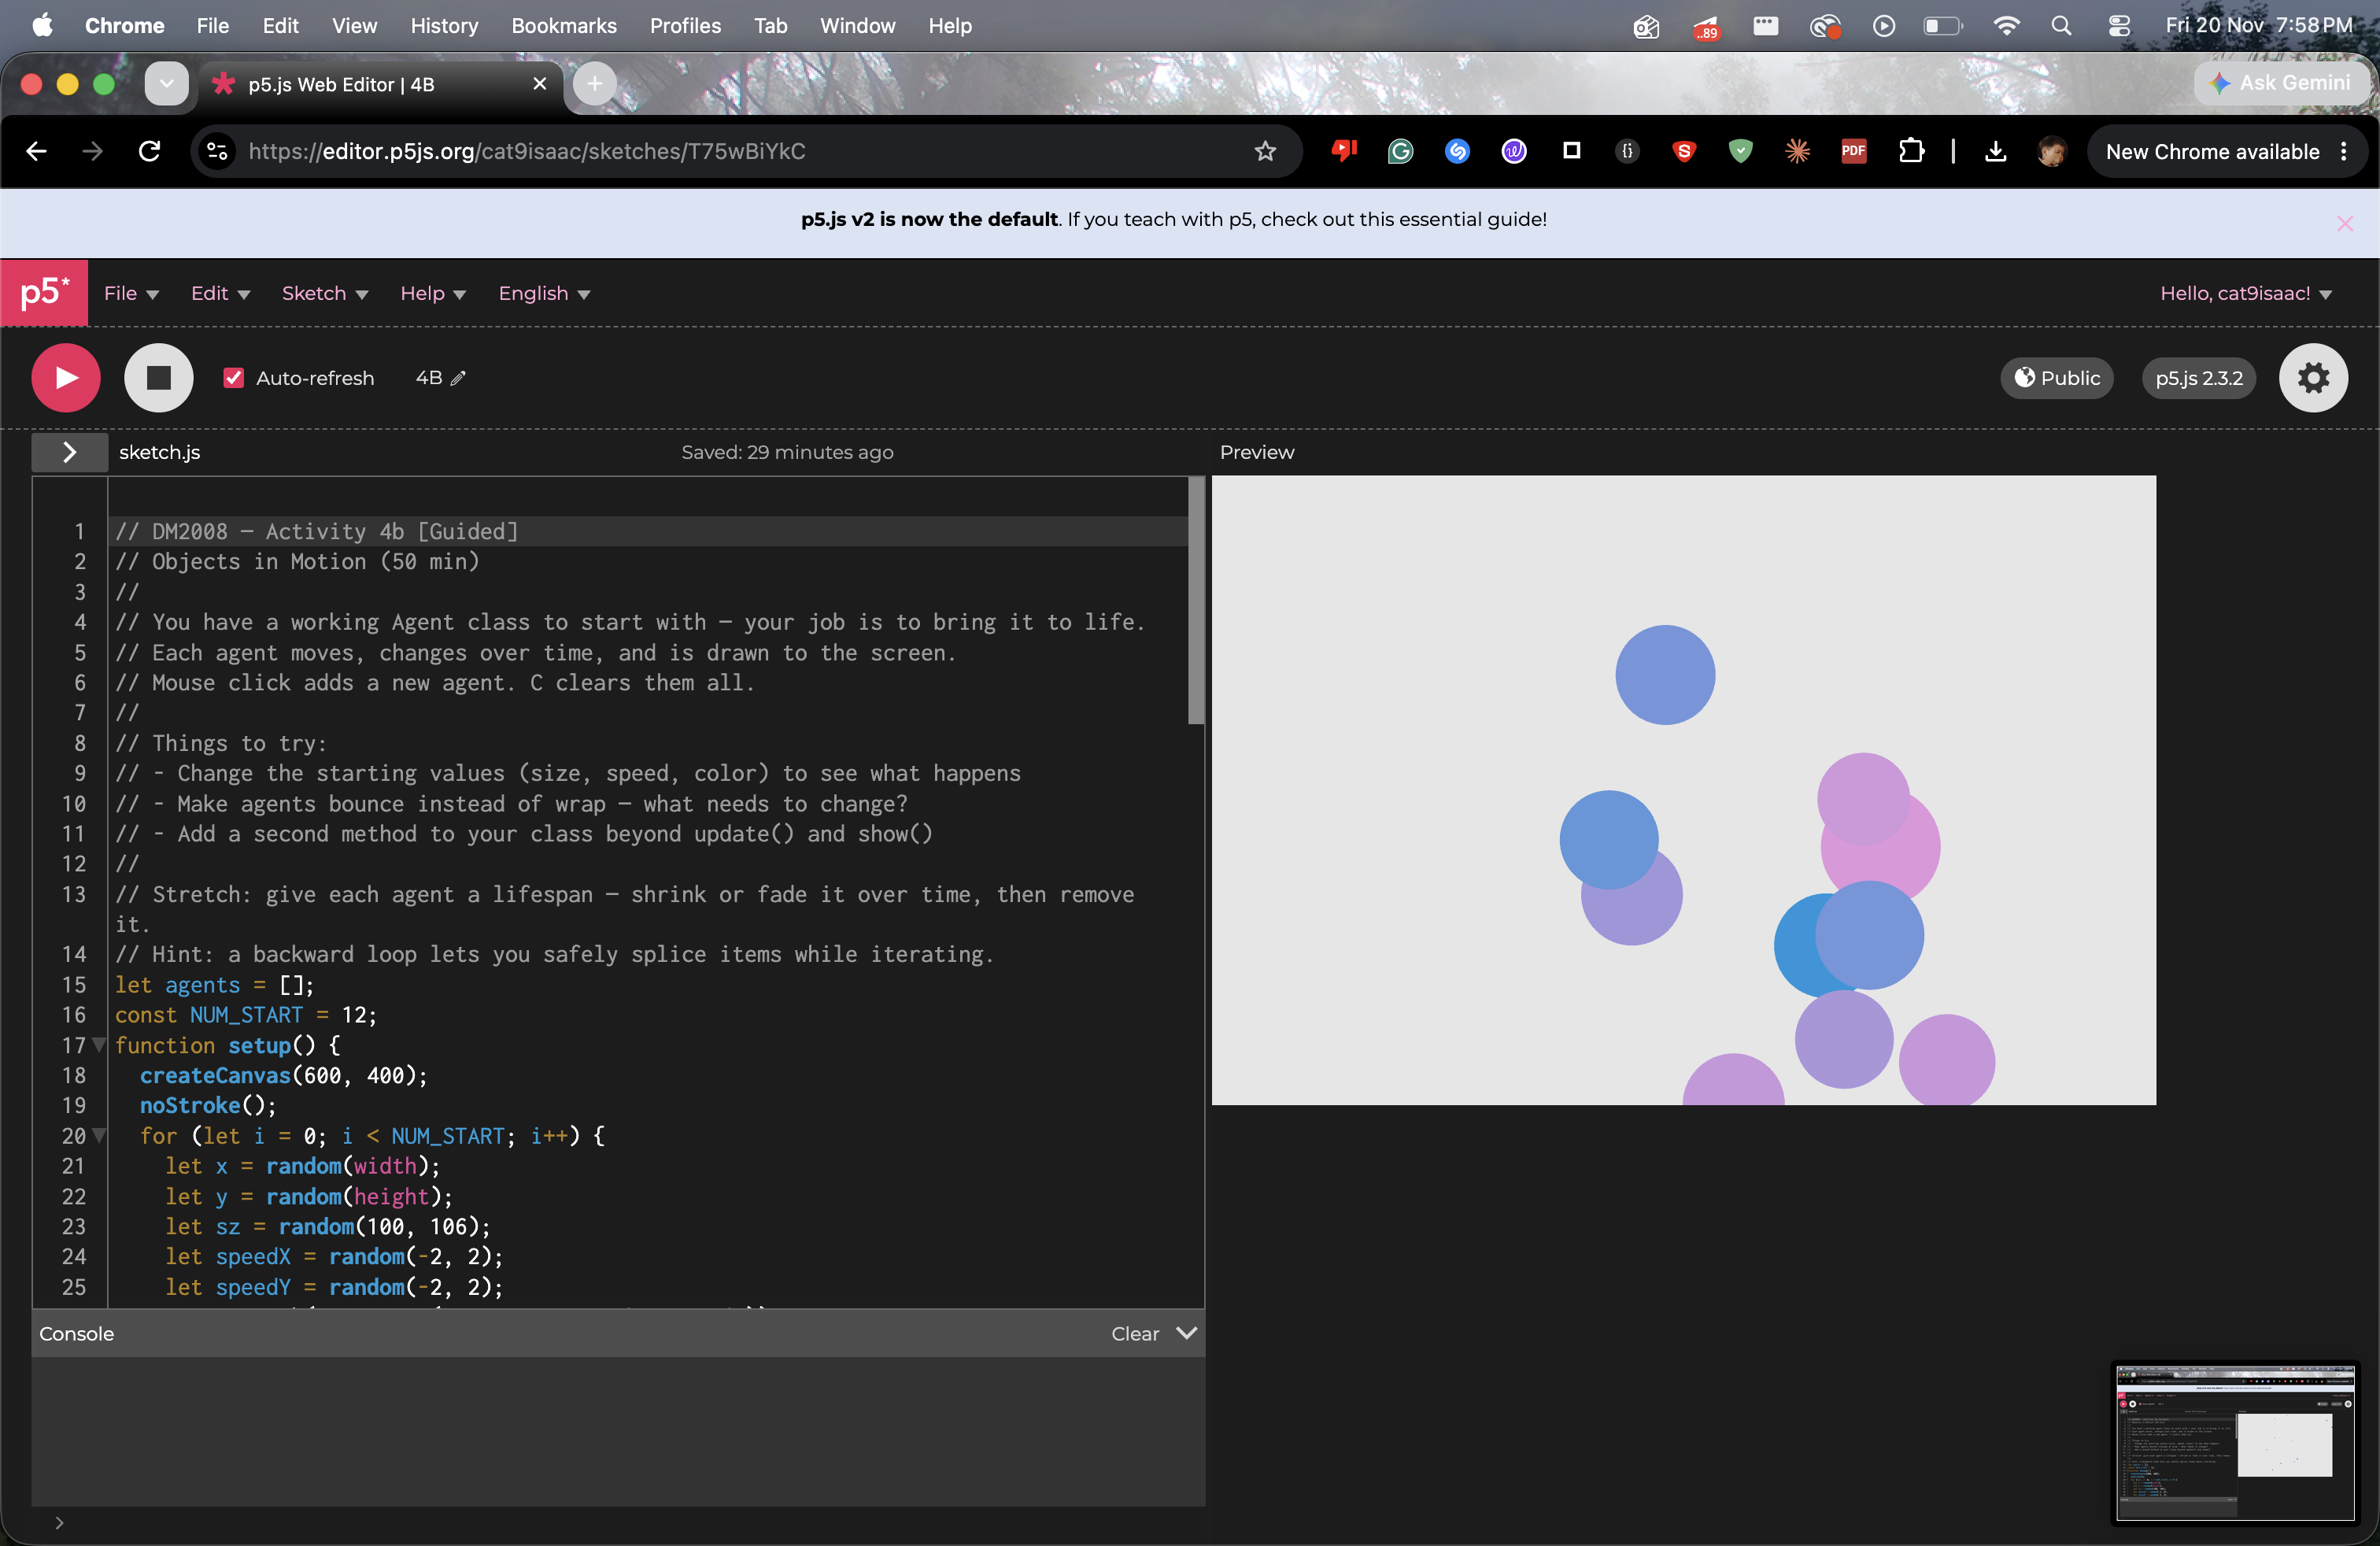 Chrome File Edit View History Bookmarks Profiles Tab Window Help ..89 Fri 20 Nov 7:58 PM
p5.js Web Editor | 4B Ask Gemini
https://editor.p5js.org/cat9isaac/sketches/T75wBiYkC PDF New Chrome available
p5.js v2 is now the default. If you teach with p5, check out this essential guide!
p5* File Edit Sketch Help English Hello, cat9isaac!
Auto-refresh 4B Public p5.js 2.3.2
sketch.js Saved: 29 minutes ago Preview
1 // DM2008 — Activity 4b [Guided]
2 // Objects in Motion (50 min)
3 //
4 // You have a working Agent class to start with — your job is to bring it to life.
5 // Each agent moves, changes over time, and is drawn to the screen.
6 // Mouse click adds a new agent. C clears them all.
7 //
8 // Things to try:
9 // - Change the starting values (size, speed, color) to see what happens
10 // - Make agents bounce instead of wrap — what needs to change?
11 // - Add a second method to your class beyond update() and show()
12 //
13 // Stretch: give each agent a lifespan — shrink or fade it over time, then remove
it.
14 // Hint: a backward loop lets you safely splice items while iterating.
15 let agents = [];
16 const NUM_START = 12;
17 function setup() {
18 createCanvas(600, 400);
19 noStroke();
20 for (let i = 0; i < NUM_START; i++) {
21 let x = random(width);
22 let y = random(height);
23 let sz = random(100, 106);
24 let speedX = random(-2, 2);
25 let speedY = random(-2, 2);
Console Clear
>